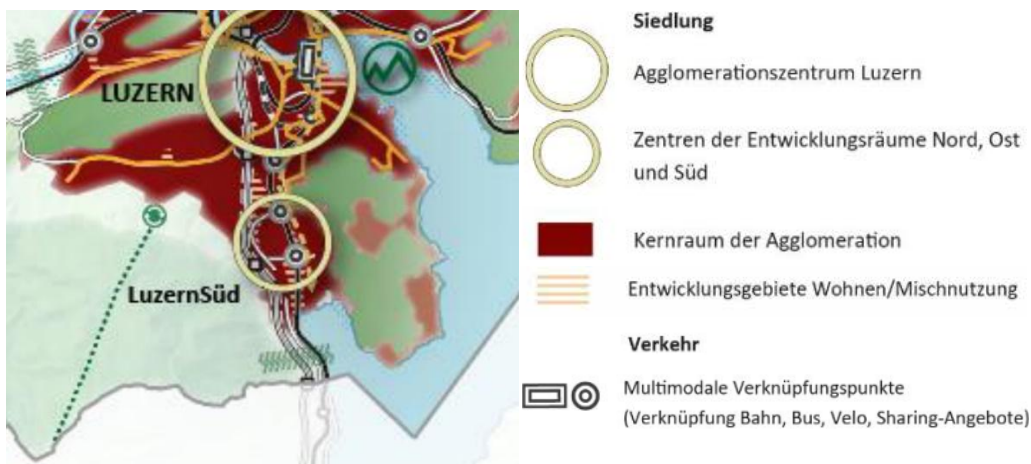 LUZERN
LuzernSüd
Siedlung
Agglomerationszentrum Luzern
Zentren der Entwicklungsräume Nord, Ost
und Süd
Kernraum der Agglomeration
Entwicklungsgebiete Wohnen/Mischnutzung
Verkehr
Multimodale Verknüpfungspunkte
(Verknüpfung Bahn, Bus, Velo, Sharing-Angebote)